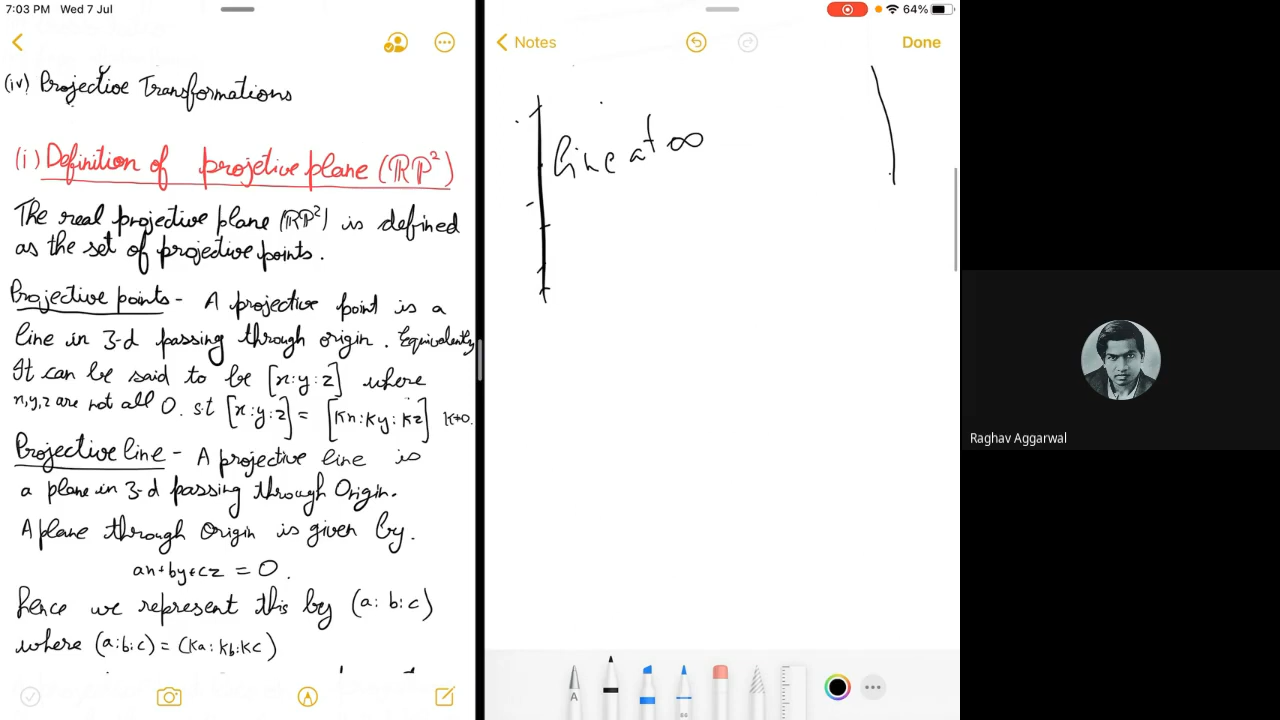 7:03 PM Wed 7 Jul
64%
Notes
Done
(iv) Projective Transformations
(i) Definition of projetive plane (ℝℙ²)
The real projective plane (ℝℙ²) is defined
as the set of projective points.
Projective points - A projective point is a
line in 3-d passing through origin. Equivalently
It can be said to be [x:y:z] where
x,y,z are not all 0. s.t [x:y:z] = [Kx:Ky:Kz] K≠0.
Projective line - A projective line is
a plane in 3-d passing through Origin.
A plane through Origin is given by.
ax+by+cz = 0.
hence we represent this by (a:b:c)
where (a:b:c) = (Ka:Kb:Kc)
line at ∞
A
Raghav Aggarwal